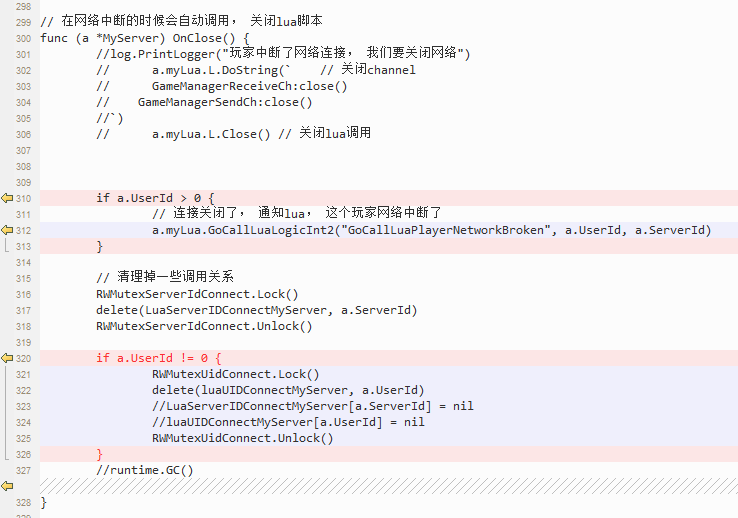 298
299 // 在网络中断的时候会自动调用， 关闭lua脚本
300 func (a *MyServer) OnClose() {
301 //log.PrintLogger("玩家中断了网络连接， 我们要关闭网络")
302 // a.myLua.L.DoString(` // 关闭channel
303 // GameManagerReceiveCh:close()
304 // GameManagerSendCh:close()
305 //`)
306 // a.myLua.L.Close() // 关闭lua调用
307
308
309
310 if a.UserId > 0 {
311 // 连接关闭了， 通知lua， 这个玩家网络中断了
312 a.myLua.GoCallLuaLogicInt2("GoCallLuaPlayerNetworkBroken", a.UserId, a.ServerId)
313 }
314
315 // 清理掉一些调用关系
316 RWMutexServerIdConnect.Lock()
317 delete(LuaServerIDConnectMyServer, a.ServerId)
318 RWMutexServerIdConnect.Unlock()
319
320 if a.UserId != 0 {
321 RWMutexUidConnect.Lock()
322 delete(luaUIDConnectMyServer, a.UserId)
323 //LuaServerIDConnectMyServer[a.ServerId] = nil
324 //luaUIDConnectMyServer[a.UserId] = nil
325 RWMutexUidConnect.Unlock()
326 }
327 //runtime.GC()
328 }